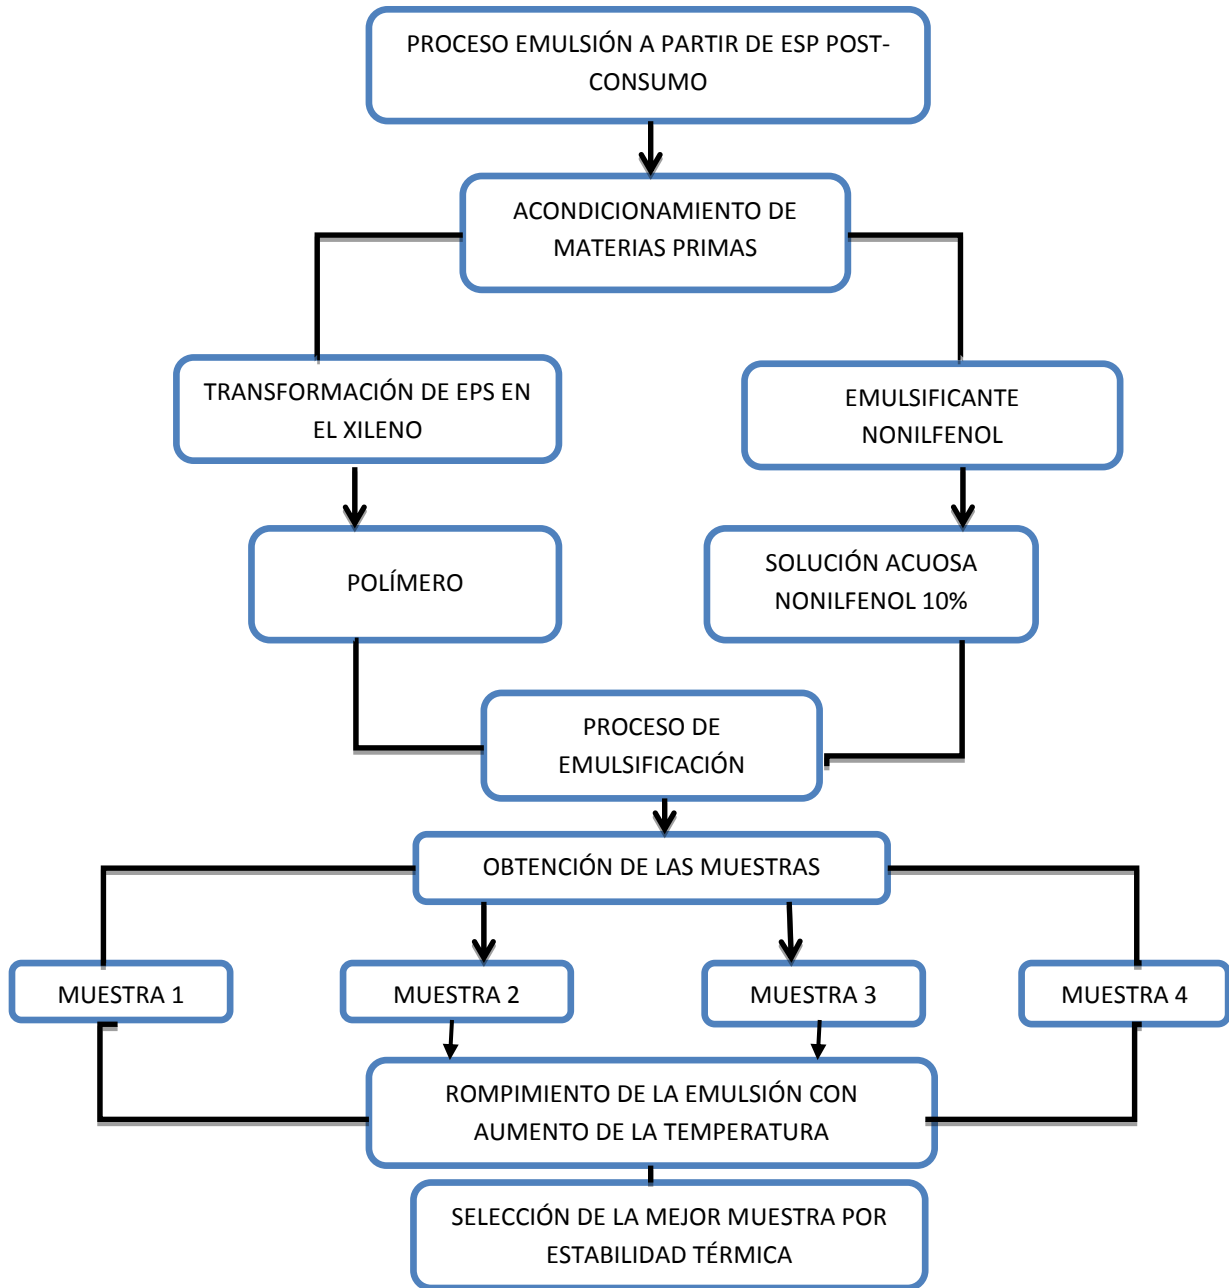 PROCESO EMULSIÓN A PARTIR DE ESP POST-
CONSUMO
ACONDICIONAMIENTO DE
MATERIAS PRIMAS
TRANSFORMACIÓN DE EPS EN
EL XILENO
EMULSIFICANTE
NONILFENOL
POLÍMERO
SOLUCIÓN ACUOSA
NONILFENOL 10%
PROCESO DE
EMULSIFICACIÓN
OBTENCIÓN DE LAS MUESTRAS
MUESTRA 1
MUESTRA 2
MUESTRA 3
MUESTRA 4
ROMPIMIENTO DE LA EMULSIÓN CON
AUMENTO DE LA TEMPERATURA
SELECCIÓN DE LA MEJOR MUESTRA POR
ESTABILIDAD TÉRMICA